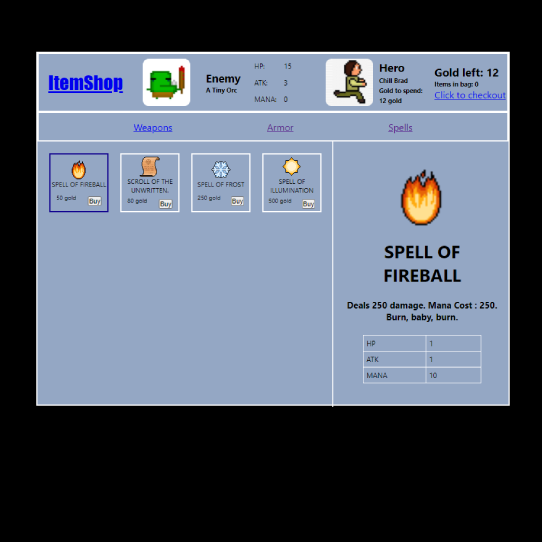 ItemShop
Enemy
A Tiny Orc
HP: 15
ATK: 3
MANA: 0
Hero
Chill Brad
Gold to spend:
12 gold
Gold left: 12
Items in bag: 0
Click to checkout
Weapons
Armor
Spells
SPELL OF FIREBALL
50 gold
Buy
SCROLL OF THE
UNWRITTEN.
80 gold
Buy
SPELL OF FROST
250 gold
Buy
SPELL OF
ILLUMINATION
500 gold
Buy
SPELL OF
FIREBALL
Deals 250 damage. Mana Cost : 250.
Burn, baby, burn.
HP 1
ATK 1
MANA 10